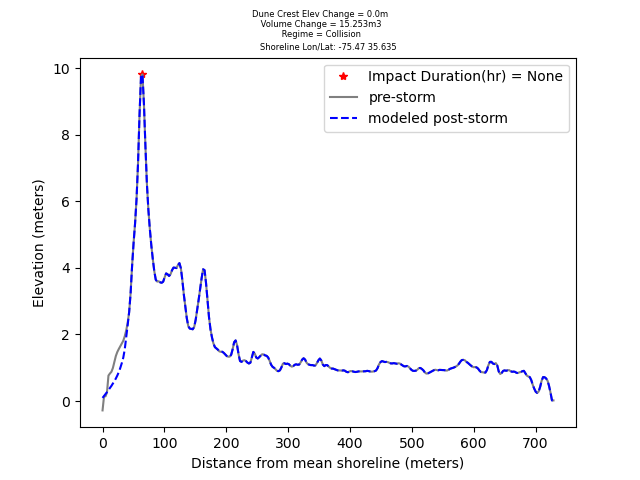 Dune Crest Elev Change = 0.0m
Volume Change = 15.253m3
Regime = Collision
Shoreline Lon/Lat: -75.47 35.635
Impact Duration(hr) = None
pre-storm
modeled post-storm
10
8
6
4
2
0
Elevation (meters)
0 100 200 300 400 500 600 700
Distance from mean shoreline (meters)